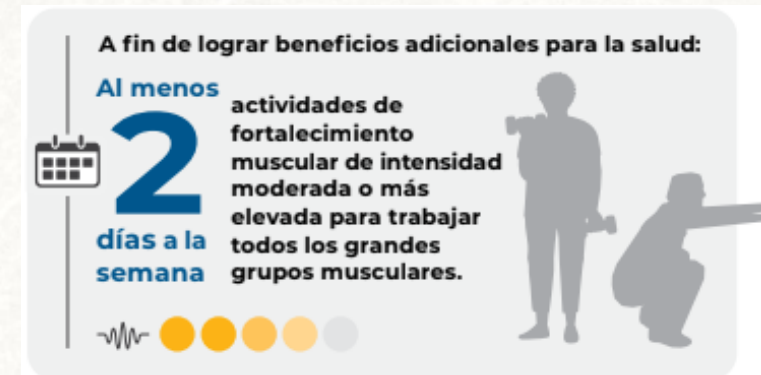 A fin de lograr beneficios adicionales para la salud:
Al menos
2
días a la
semana
actividades de
fortalecimiento
muscular de intensidad
moderada o más
elevada para trabajar
todos los grandes
grupos musculares.